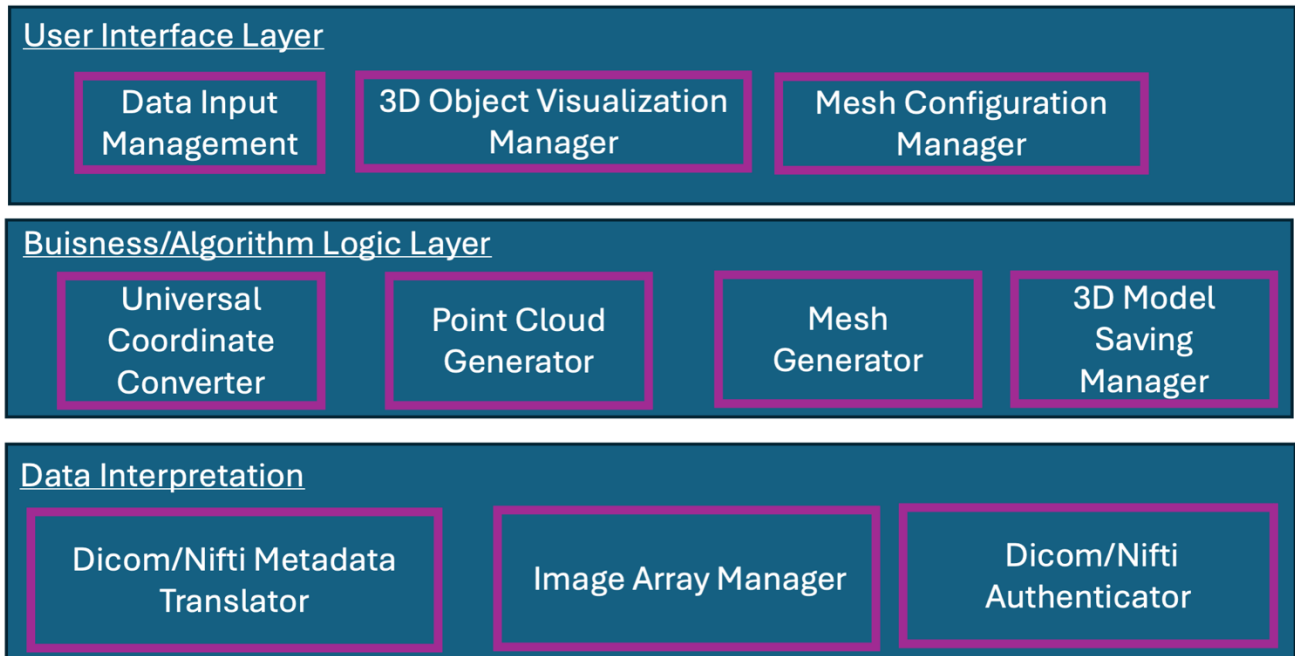 User Interface Layer
Data Input
Management
3D Object Visualization
Manager
Mesh Configuration
Manager
Buisness/Algorithm Logic Layer
Universal
Coordinate
Converter
Point Cloud
Generator
Mesh
Generator
3D Model
Saving
Manager
Data Interpretation
Dicom/Nifti Metadata
Translator
Image Array Manager
Dicom/Nifti
Authenticator